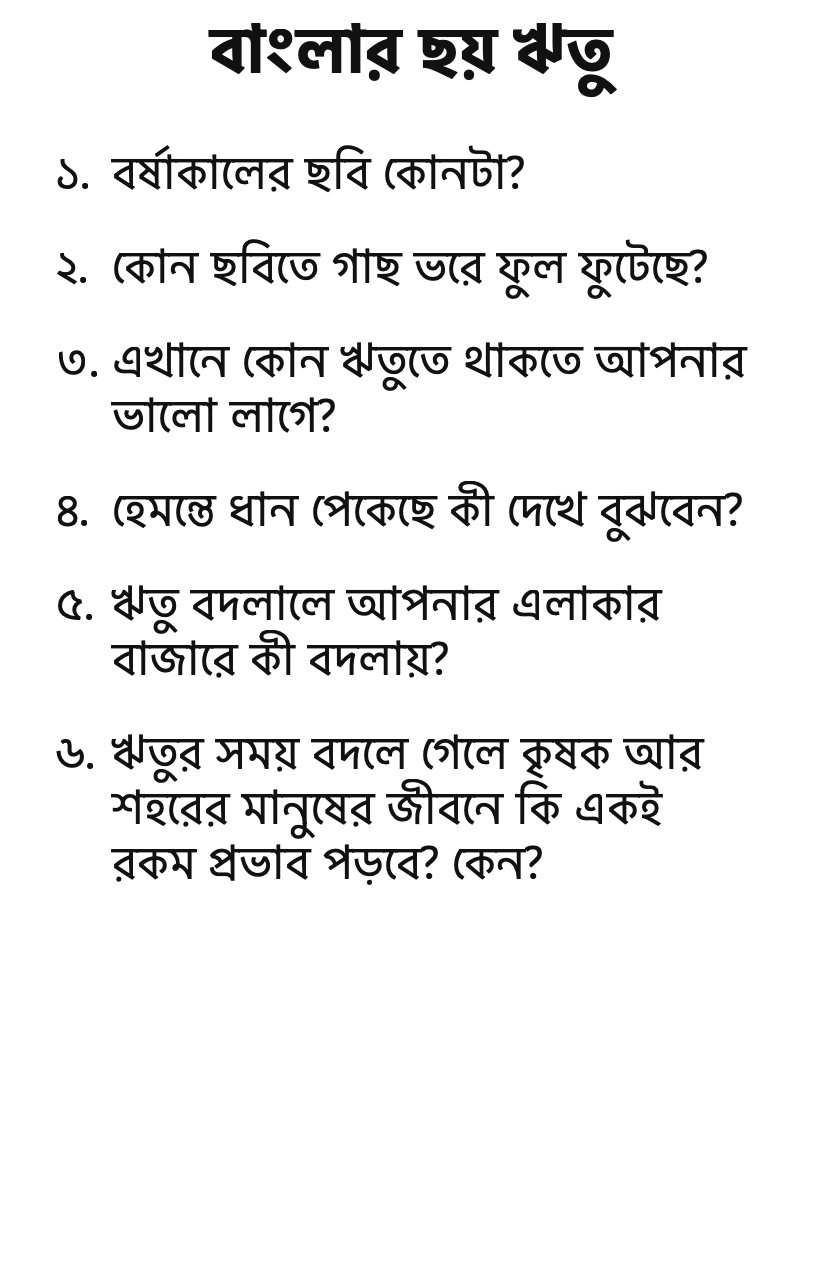 বাংলার ছয় ঋতু
১. বর্ষাকালের ছবি কোনটা?
২. কোন ছবিতে গাছ ভরে ফুল ফুটেছে?
৩. এখানে কোন ঋতুতে থাকতে আপনার
ভালো লাগে?
৪. হেমন্তে ধান পেকেছে কী দেখে বুঝবেন?
৫. ঋতু বদলালে আপনার এলাকার
বাজারে কী বদলায়?
৬. ঋতুর সময় বদলে গেলে কৃষক আর
শহরের মানুষের জীবনে কি একই
রকম প্রভাব পড়বে? কেন?